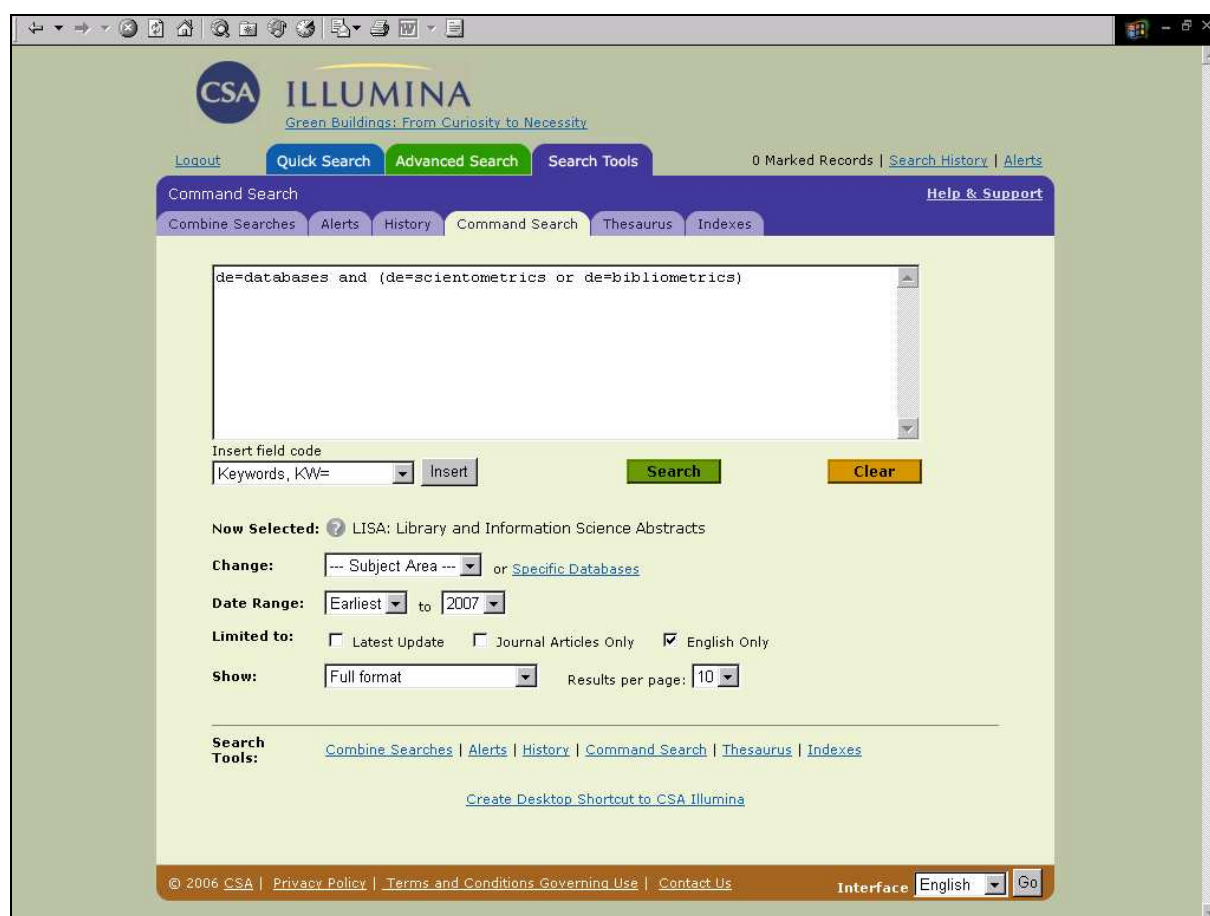 CSA ILLUMINA
Green Buildings: From Curiosity to Necessity
Logout Quick Search Advanced Search Search Tools 0 Marked Records | Search History | Alerts
Command Search Help & Support
Combine Searches Alerts History Command Search Thesaurus Indexes
de=databases and (de=scientometrics or de=bibliometrics)
Insert field code
Keywords, KW= Insert Search Clear
Now Selected: ? LISA: Library and Information Science Abstracts
Change: --- Subject Area --- or Specific Databases
Date Range: Earliest to 2007
Limited to: Latest Update Journal Articles Only English Only
Show: Full format Results per page: 10
Search Tools: Combine Searches | Alerts | History | Command Search | Thesaurus | Indexes
Create Desktop Shortcut to CSA Illumina
© 2006 CSA | Privacy Policy | Terms and Conditions Governing Use | Contact Us Interface English Go